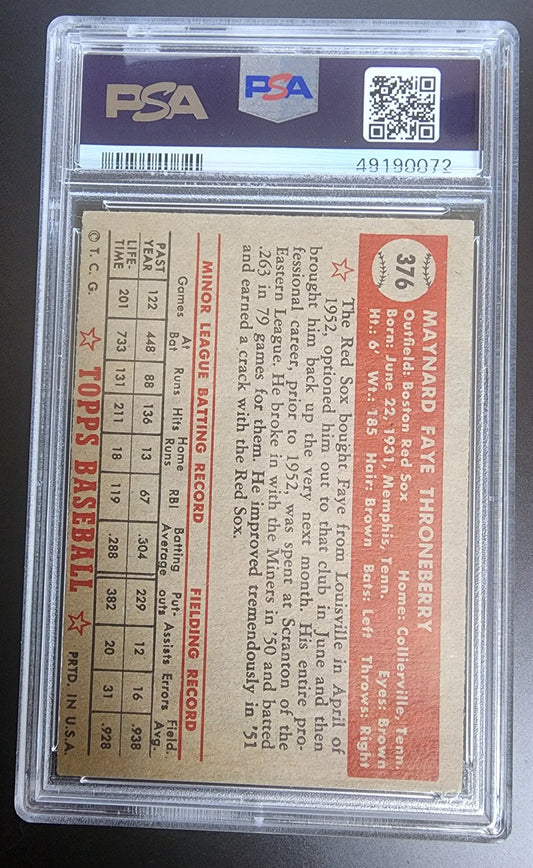 PSA
PSA
49190072
376
MAYNARD FAYE THRONEBERRY
Outfield: Boston Red Sox Home: Collierville, Tenn.
Born: June 22, 1931, Memphis, Tenn. Eyes: Brown
Ht.: 6' Wt.: 185 Hair: Brown Bats: Left Throws: Right
The Red Sox bought Faye from Louisville in April of
1952, optioned him out to that club in June and then
brought him back up the very next month. His entire pro-
fessional career, prior to 1952, was spent at Scranton of the
Eastern League. He broke in with the Miners in '50 and batted
.263 in 79 games for them. He improved tremendously in '51
and earned a crack with the Red Sox.
MINOR LEAGUE BATTING RECORD FIELDING RECORD
Games At Bat Runs Hits Home Runs RBI Batting Average Put-outs Assists Errors Field. Avg.
PAST YEAR 122 448 88 136 13 67 .304 229 12 16 .938
LIFE-TIME 201 733 131 211 18 119 .288 382 20 31 .928
© T. C. G. TOPPS BASEBALL PRTD. IN U.S.A.